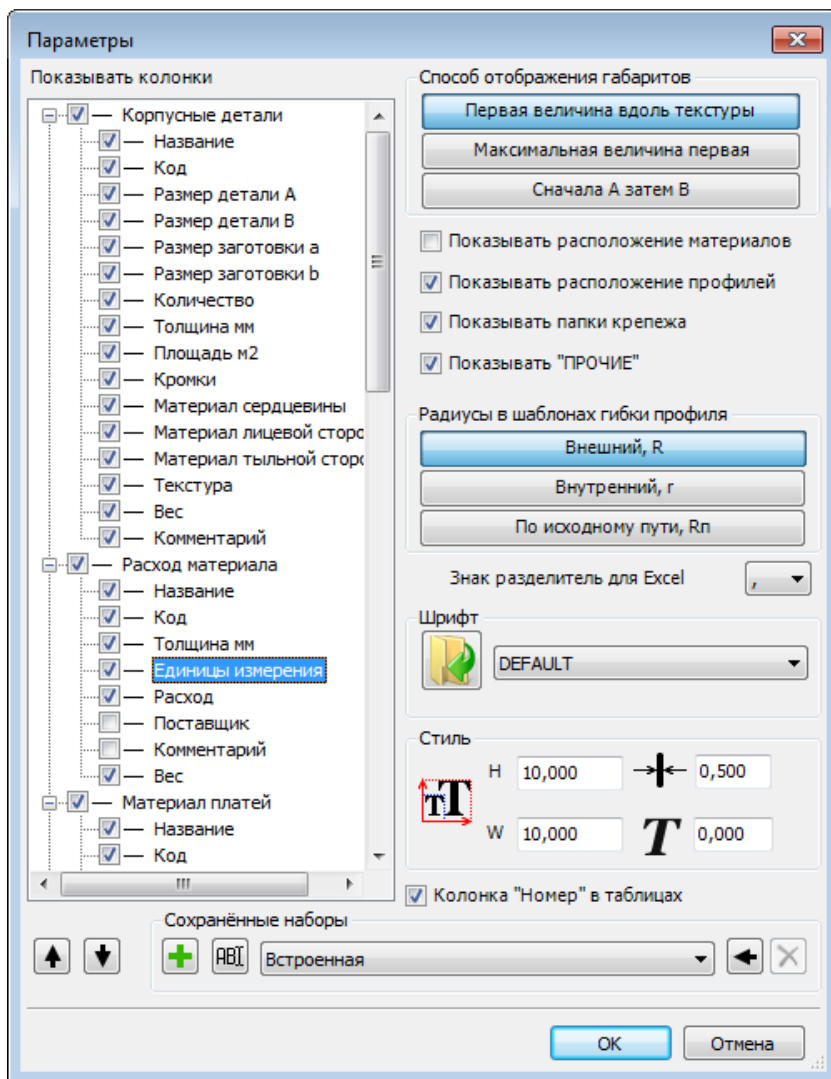 Параметры
Показывать колонки
Корпусные детали
Название
Код
Размер детали A
Размер детали B
Размер заготовки a
Размер заготовки b
Количество
Толщина мм
Площадь м2
Кромки
Материал сердцевины
Материал лицевой сторо
Материал тыльной сторо
Текстура
Вес
Комментарий
Расход материала
Название
Код
Толщина мм
Единицы измерения
Расход
Поставщик
Комментарий
Вес
Материал платей
Название
Код
Способ отображения габаритов
Первая величина вдоль текстуры
Максимальная величина первая
Сначала A затем B
Показывать расположение материалов
Показывать расположение профилей
Показывать папки крепежа
Показывать "ПРОЧИЕ"
Радиусы в шаблонах гибки профиля
Внешний, R
Внутренний, r
По исходному пути, Rп
Знак разделитель для Excel ,
Шрифт
DEFAULT
Стиль
H 10,000 0,500
W 10,000 T 0,000
Колонка "Номер" в таблицах
Сохранённые наборы
ABI Встроенная
OK Отмена